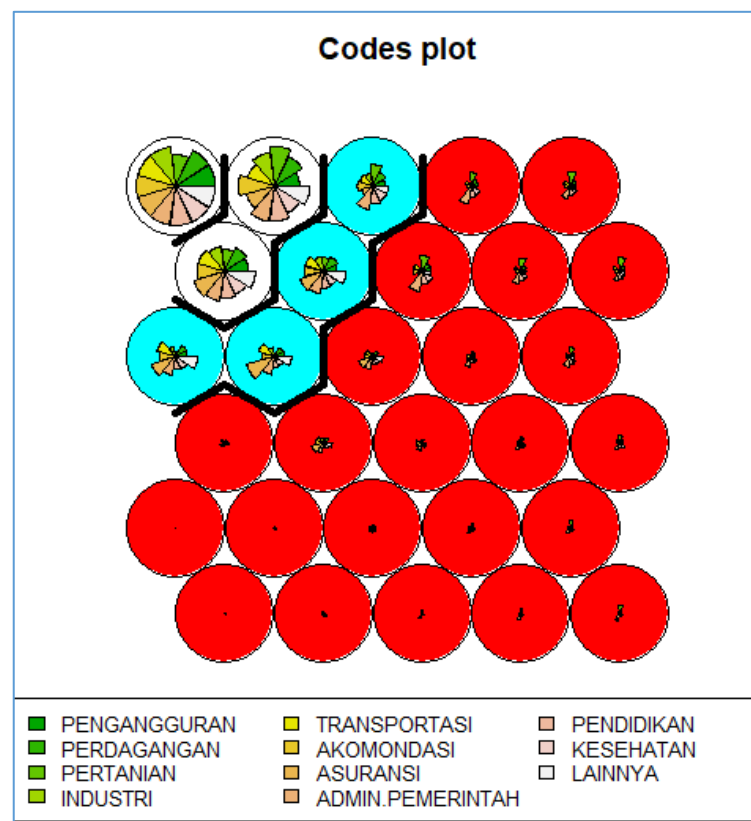 Codes plot
PENGANGGURAN
PERDAGANGAN
PERTANIAN
INDUSTRI
TRANSPORTASI
AKOMONDASI
ASURANSI
ADMIN.PEMERINTAH
PENDIDIKAN
KESEHATAN
LAINNYA